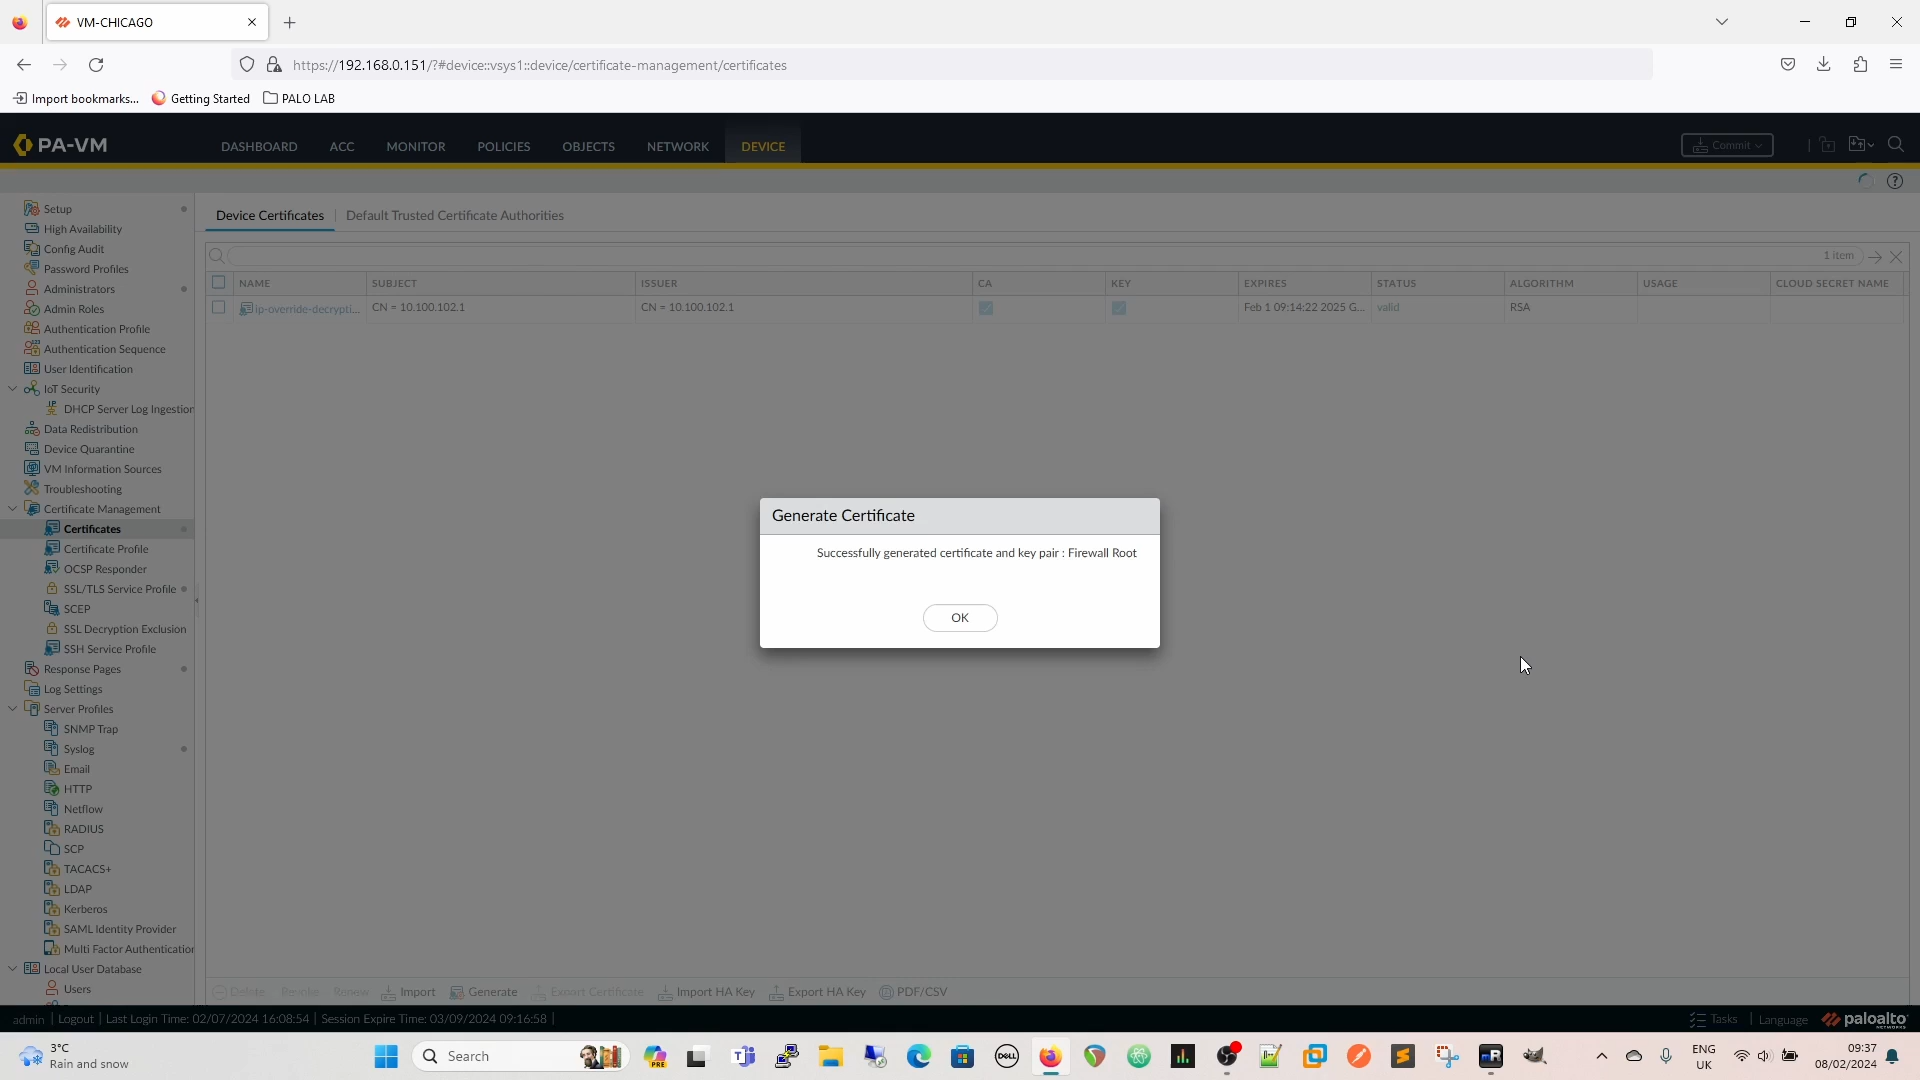 VM-CHICAGO
https://192.168.0.151/?#device::vsys1::device/certificate-management/certificates
Import bookmarks...
Getting Started
PALO LAB
PA-VM
DASHBOARD
ACC
MONITOR
POLICIES
OBJECTS
NETWORK
DEVICE
Commit
Setup
High Availability
Config Audit
Password Profiles
Administrators
Admin Roles
Authentication Profile
Authentication Sequence
User Identification
IoT Security
DHCP Server Log Ingestion
Data Redistribution
Device Quarantine
VM Information Sources
Troubleshooting
Certificate Management
Certificates
Certificate Profile
OCSP Responder
SSL/TLS Service Profile
SCEP
SSL Decryption Exclusion
SSH Service Profile
Response Pages
Log Settings
Server Profiles
SNMP Trap
Syslog
Email
HTTP
Netflow
RADIUS
SCP
TACACS+
LDAP
Kerberos
SAML Identity Provider
Multi Factor Authentication
Local User Database
Users
Device Certificates
Default Trusted Certificate Authorities
1 item
NAME SUBJECT ISSUER CA KEY EXPIRES STATUS ALGORITHM USAGE CLOUD SECRET NAME
ip-override-decrypti... CN = 10.100.102.1 CN = 10.100.102.1 Feb 1 09:14:22 2025 G... valid RSA
Generate Certificate
Successfully generated certificate and key pair : Firewall Root
OK
Delete Revoke Renew Import Generate Export Certificate Import HA Key Export HA Key PDF/CSV
admin | Logout | Last Login Time: 02/07/2024 16:08:54 | Session Expire Time: 03/09/2024 09:16:58 |
Tasks | Language
paloalto
NETWORKS
3°C
Rain and snow
Search
PRE
DELL
ENG
UK
09:37
08/02/2024